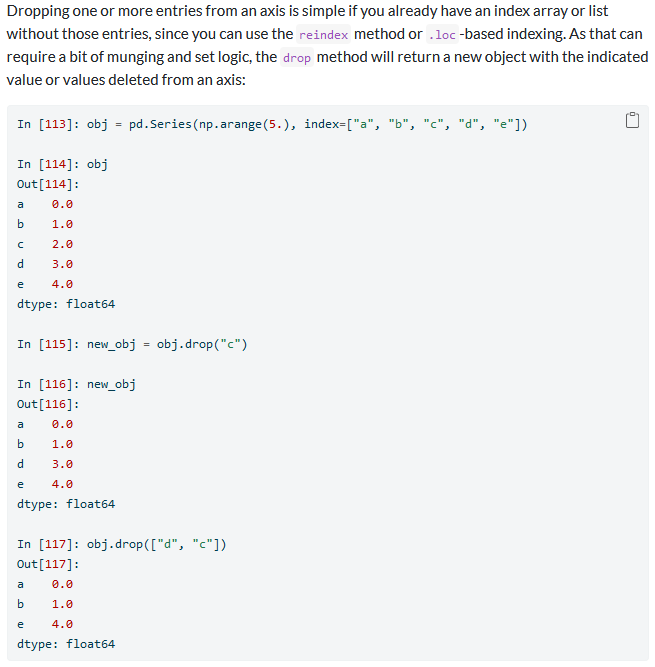 Dropping one or more entries from an axis is simple if you already have an index array or list
without those entries, since you can use the reindex method or .loc -based indexing. As that can
require a bit of munging and set logic, the drop method will return a new object with the indicated
value or values deleted from an axis:
In [113]: obj = pd.Series(np.arange(5.), index=["a", "b", "c", "d", "e"])
In [114]: obj
Out[114]:
a    0.0
b    1.0
c    2.0
d    3.0
e    4.0
dtype: float64
In [115]: new_obj = obj.drop("c")
In [116]: new_obj
Out[116]:
a    0.0
b    1.0
d    3.0
e    4.0
dtype: float64
In [117]: obj.drop(["d", "c"])
Out[117]:
a    0.0
b    1.0
e    4.0
dtype: float64